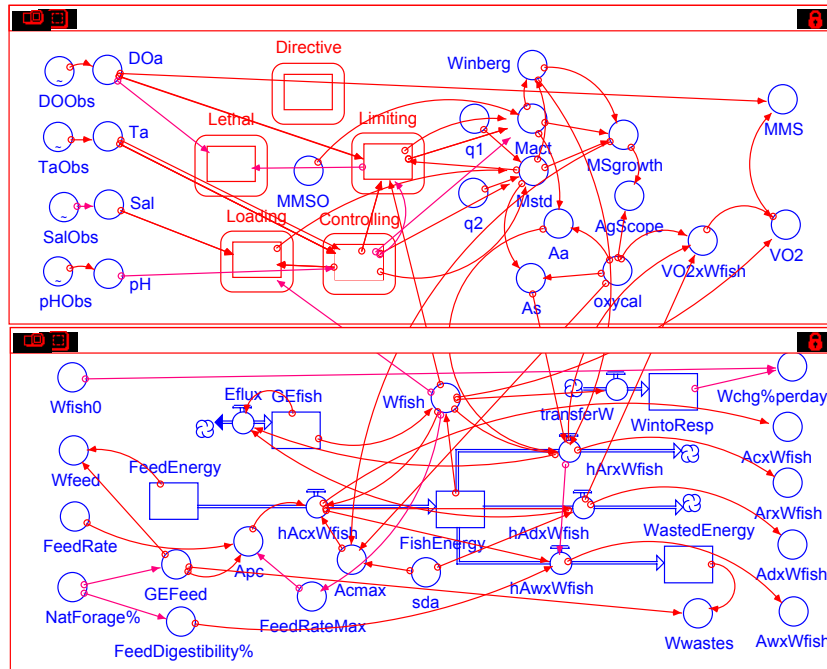 Directive
DOa
Winberg
DOObs
~
Lethal
Limiting
MMS
Ta
q1
Mact
TaObs
~
MMSO
MSgrowth
Sal
q2
Mstd
SalObs
~
Loading
Controlling
AgScope
Aa
VO2
pHObs
~
pH
As
oxycal
VO2xWfish
Wfish0
Eflux
GEfish
Wfish
transferW
WintoResp
Wchg%perday
Wfeed
FeedEnergy
hArxWfish
AcxWfish
FeedRate
hAcxWfish
FishEnergy
hAdxWfish
WastedEnergy
ArxWfish
Apc
GEFeed
Acmax
sda
hAwxWfish
AdxWfish
NatForage%
FeedRateMax
FeedDigestibility%
Wwastes
AwxWfish